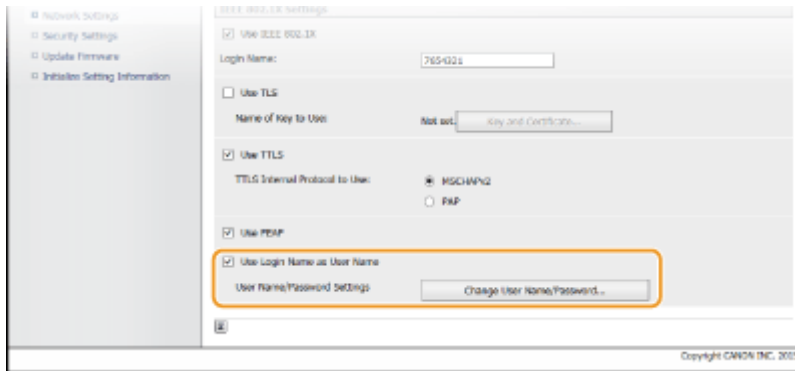 Network Settings
Security Settings
Update Firmware
Initialize Setting Information
IEEE 802.1X Settings
Use IEEE 802.1X
Login Name: 7654321
Use TLS
Name of Key to Use: Not set. Key and Certificate...
Use TTLS
TTLS Internal Protocol to Use: MSCHAPv2
PAP
Use PEAP
Use Login Name as User Name
User Name/Password Settings Change User Name/Password...
Copyright CANON INC. 2015